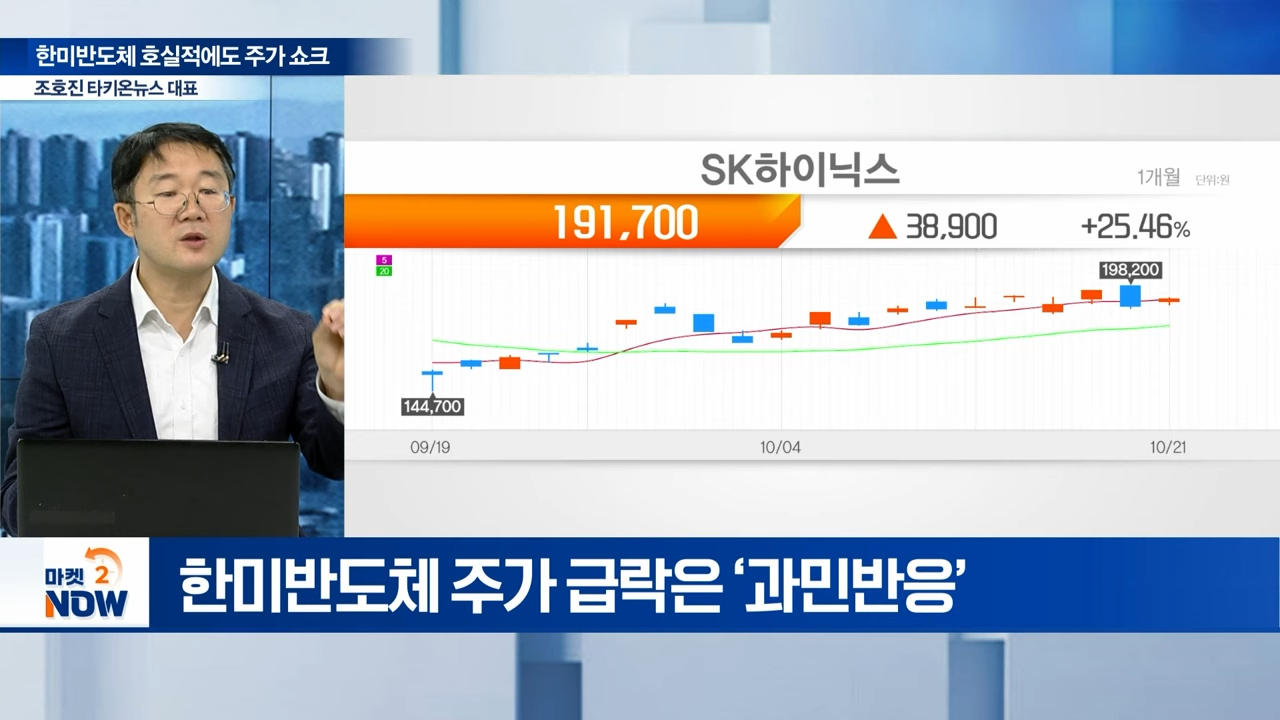 한미반도체 호실적에도 주가 쇼크
조호진 타키온뉴스 대표
SK하이닉스
1개월 단위:원
191,700 ▲ 38,900 +25.46%
5
20
198,200
144,700
09/19 10/04 10/21
마켓 2
NOW
한미반도체 주가 급락은 ‘과민반응’